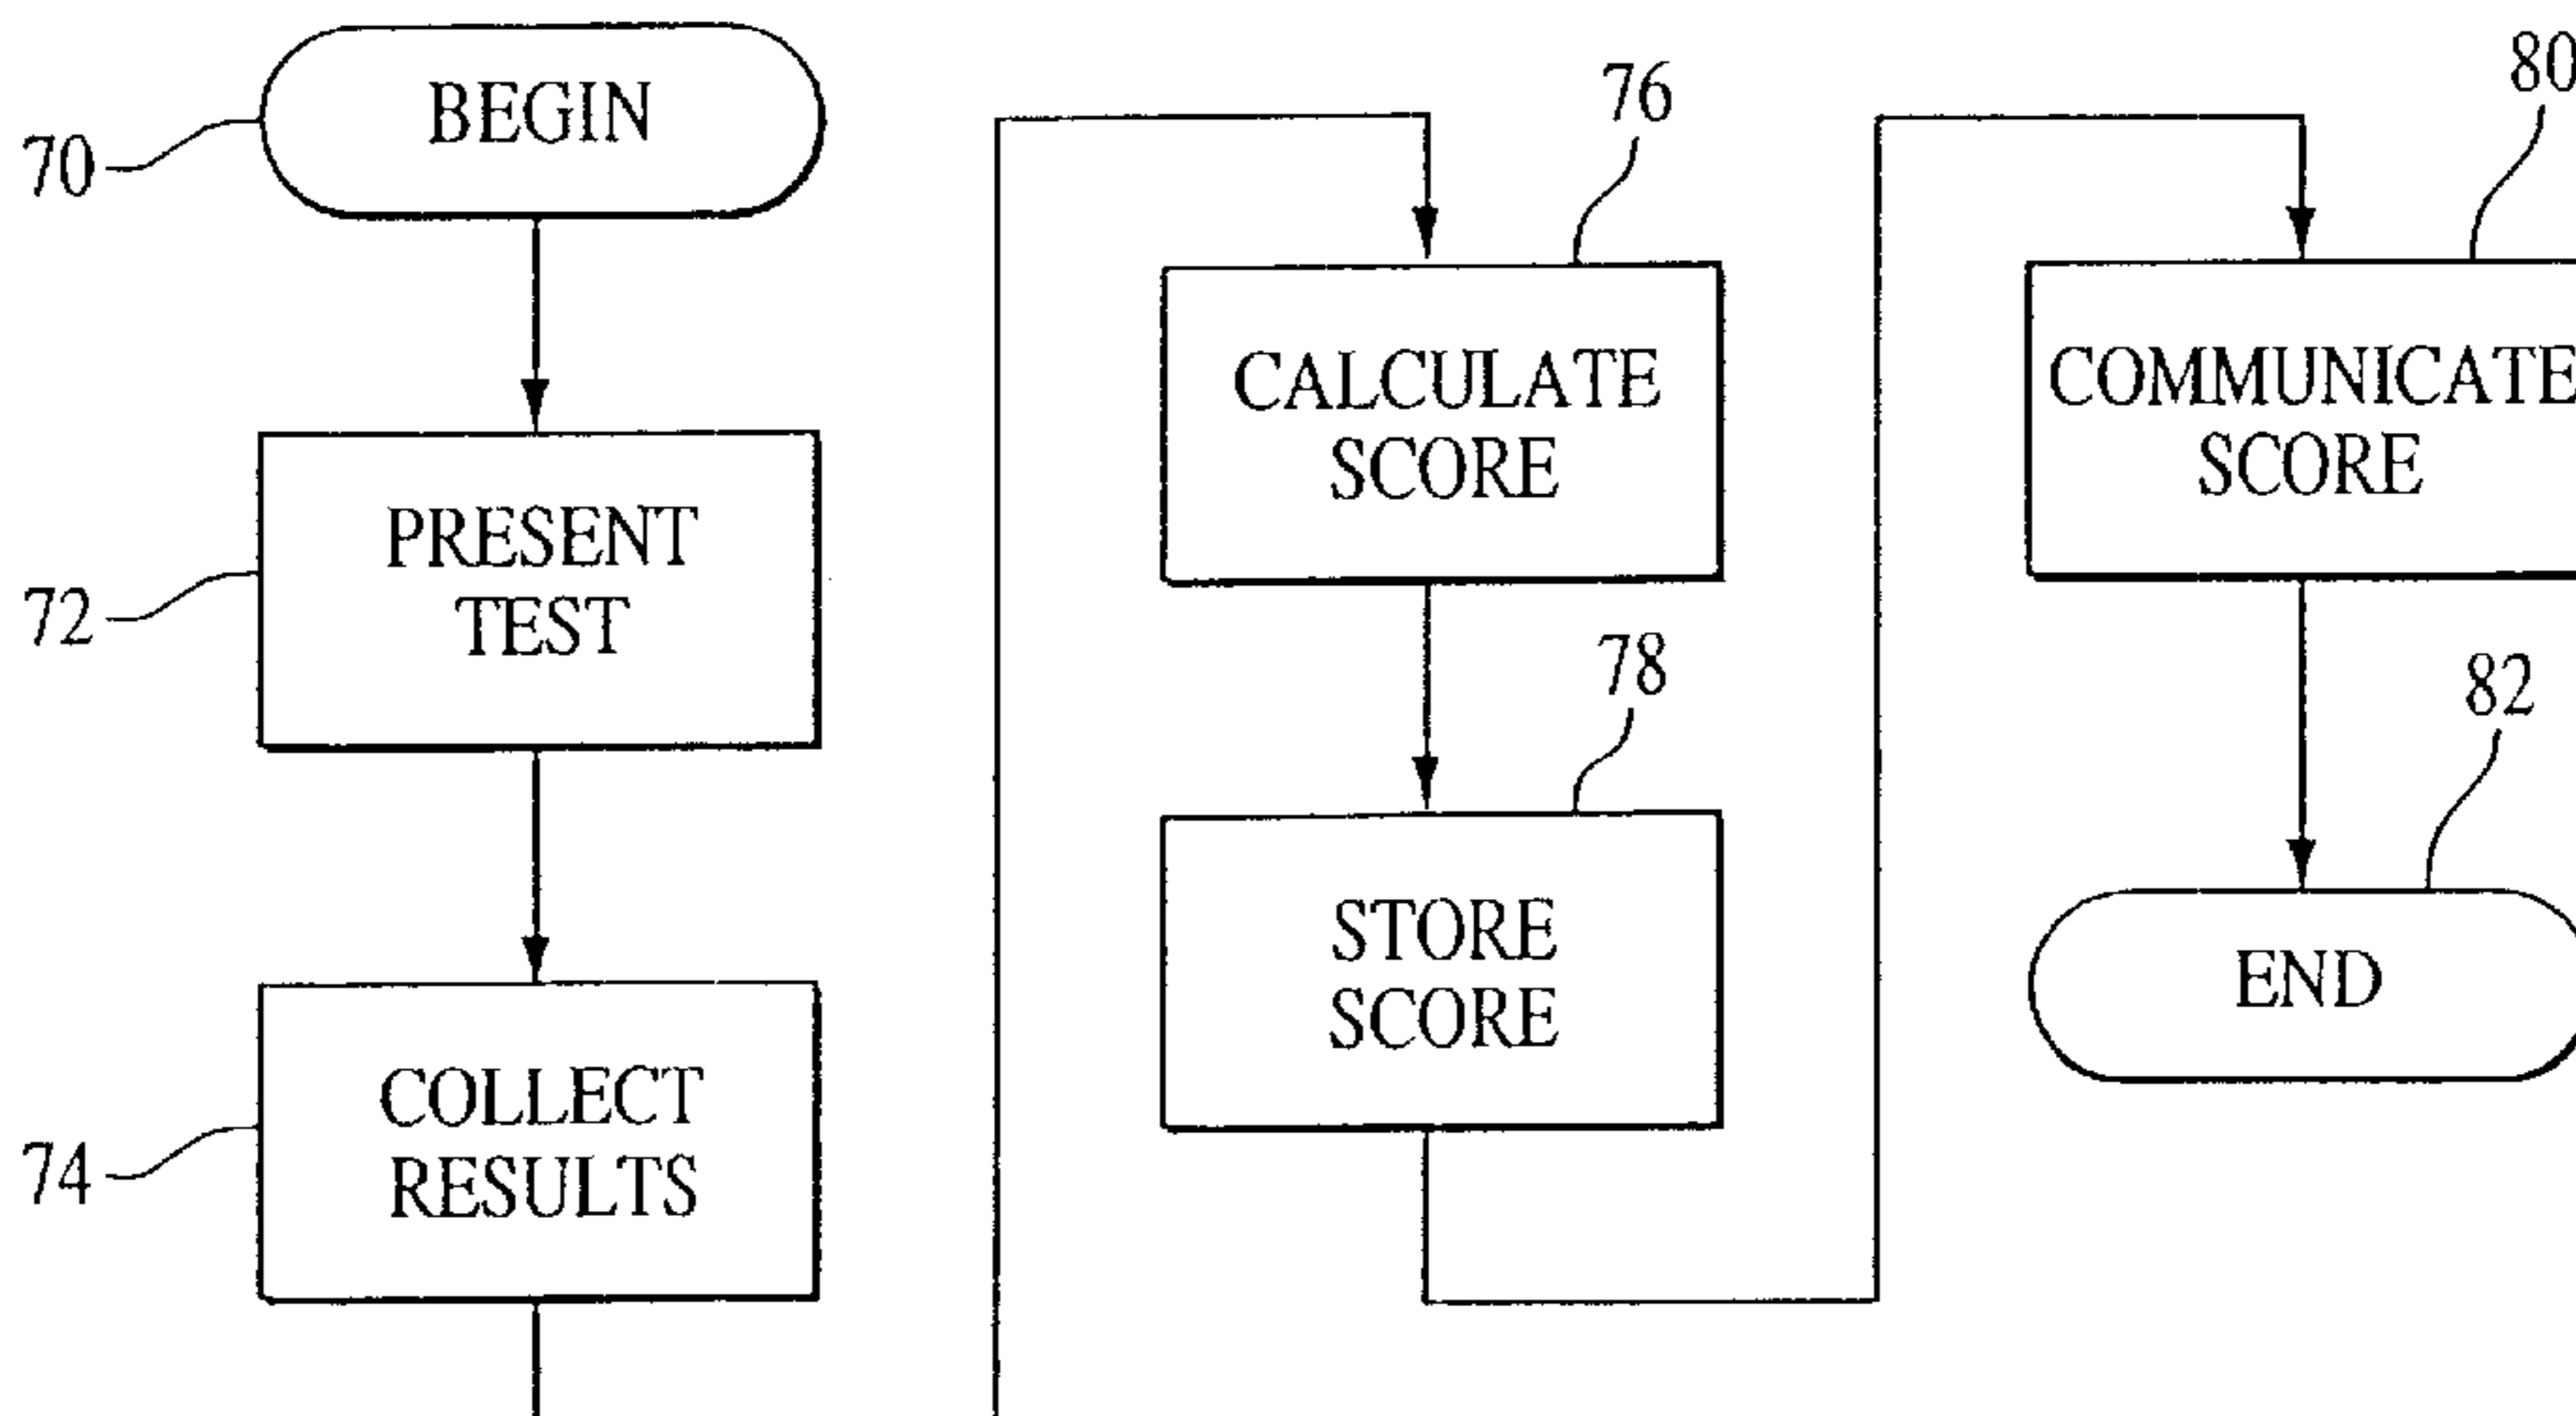 BEGIN
70
PRESENT
TEST
72
COLLECT
RESULTS
74
76
CALCULATE
SCORE
78
STORE
SCORE
80
COMMUNICATE
SCORE
82
END